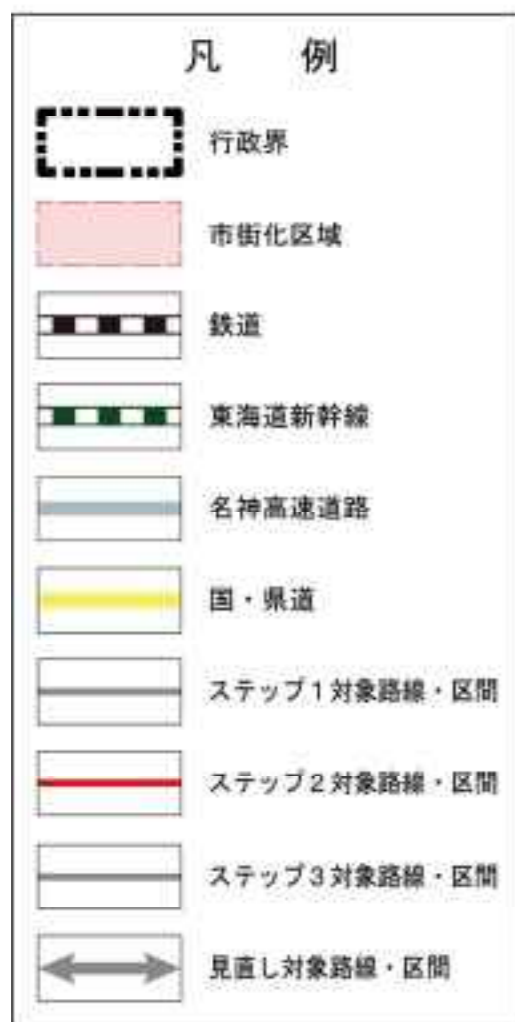 凡 例
行政界
市街化区域
鉄道
東海道新幹線
名神高速道路
国・県道
ステップ1対象路線・区間
ステップ2対象路線・区間
ステップ3対象路線・区間
見直し対象路線・区間